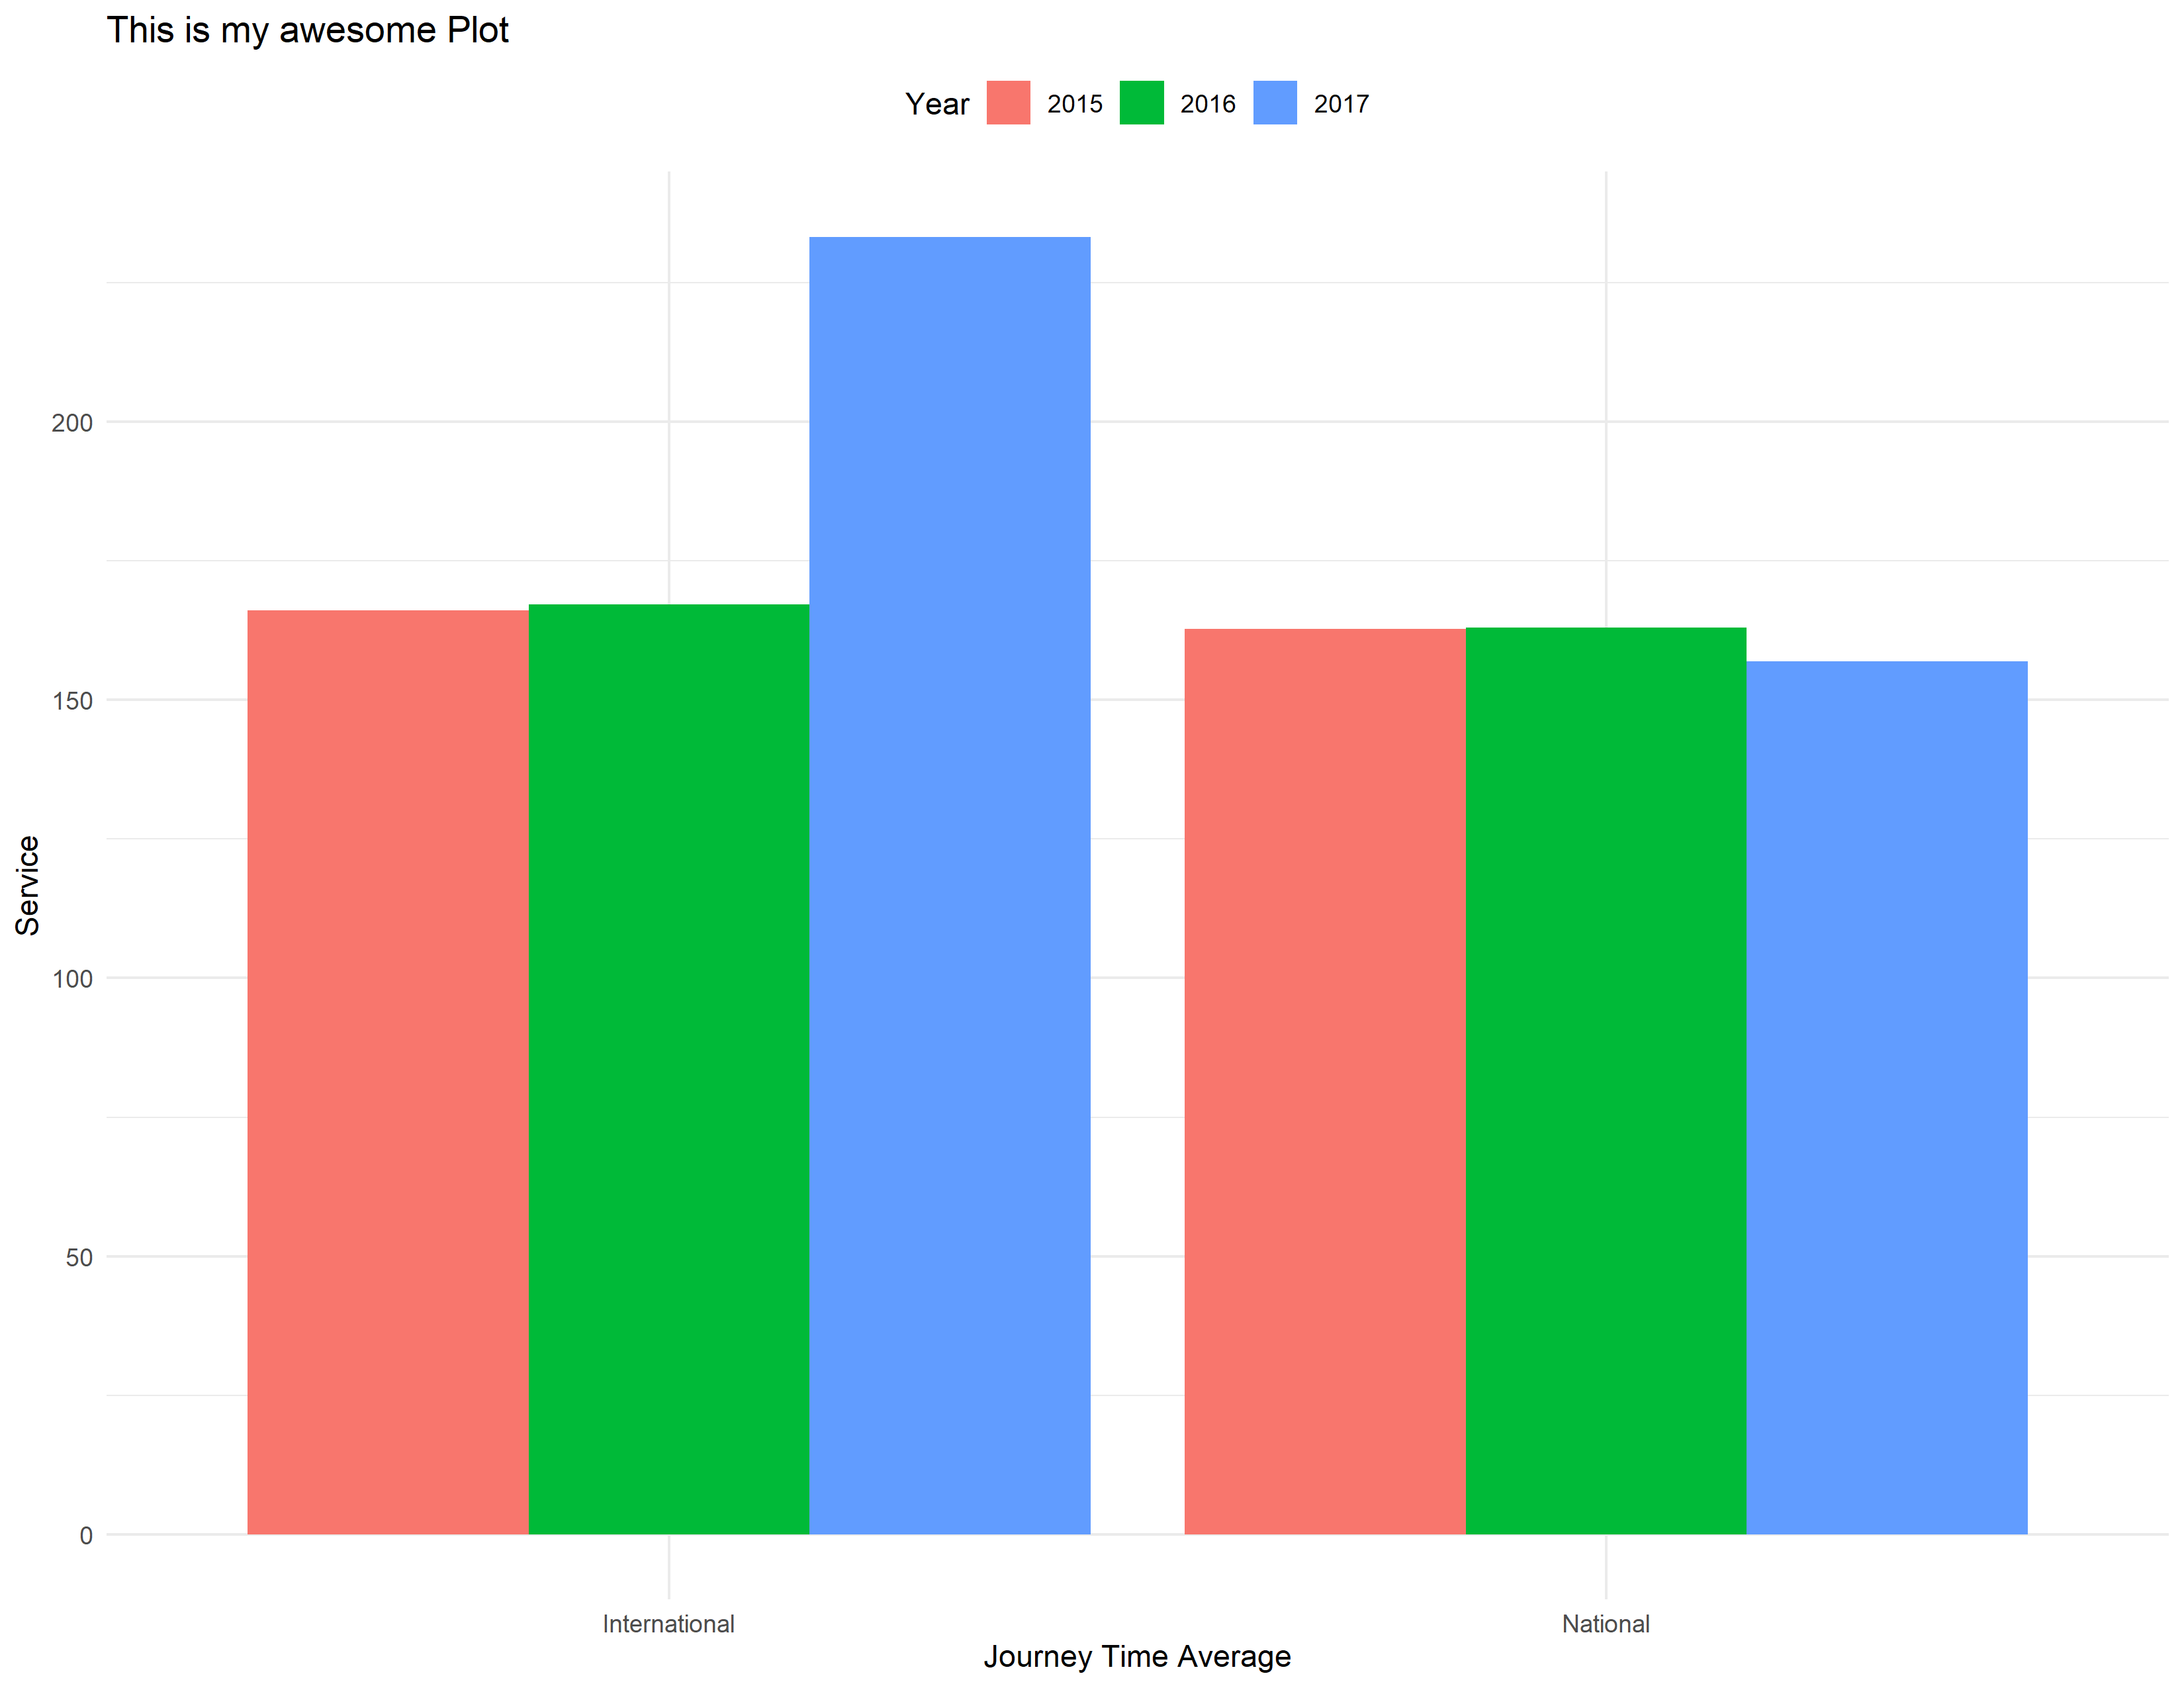 This is my awesome Plot
Year 2015 2016 2017
200
150
100
50
0
Service
International National
Journey Time Average